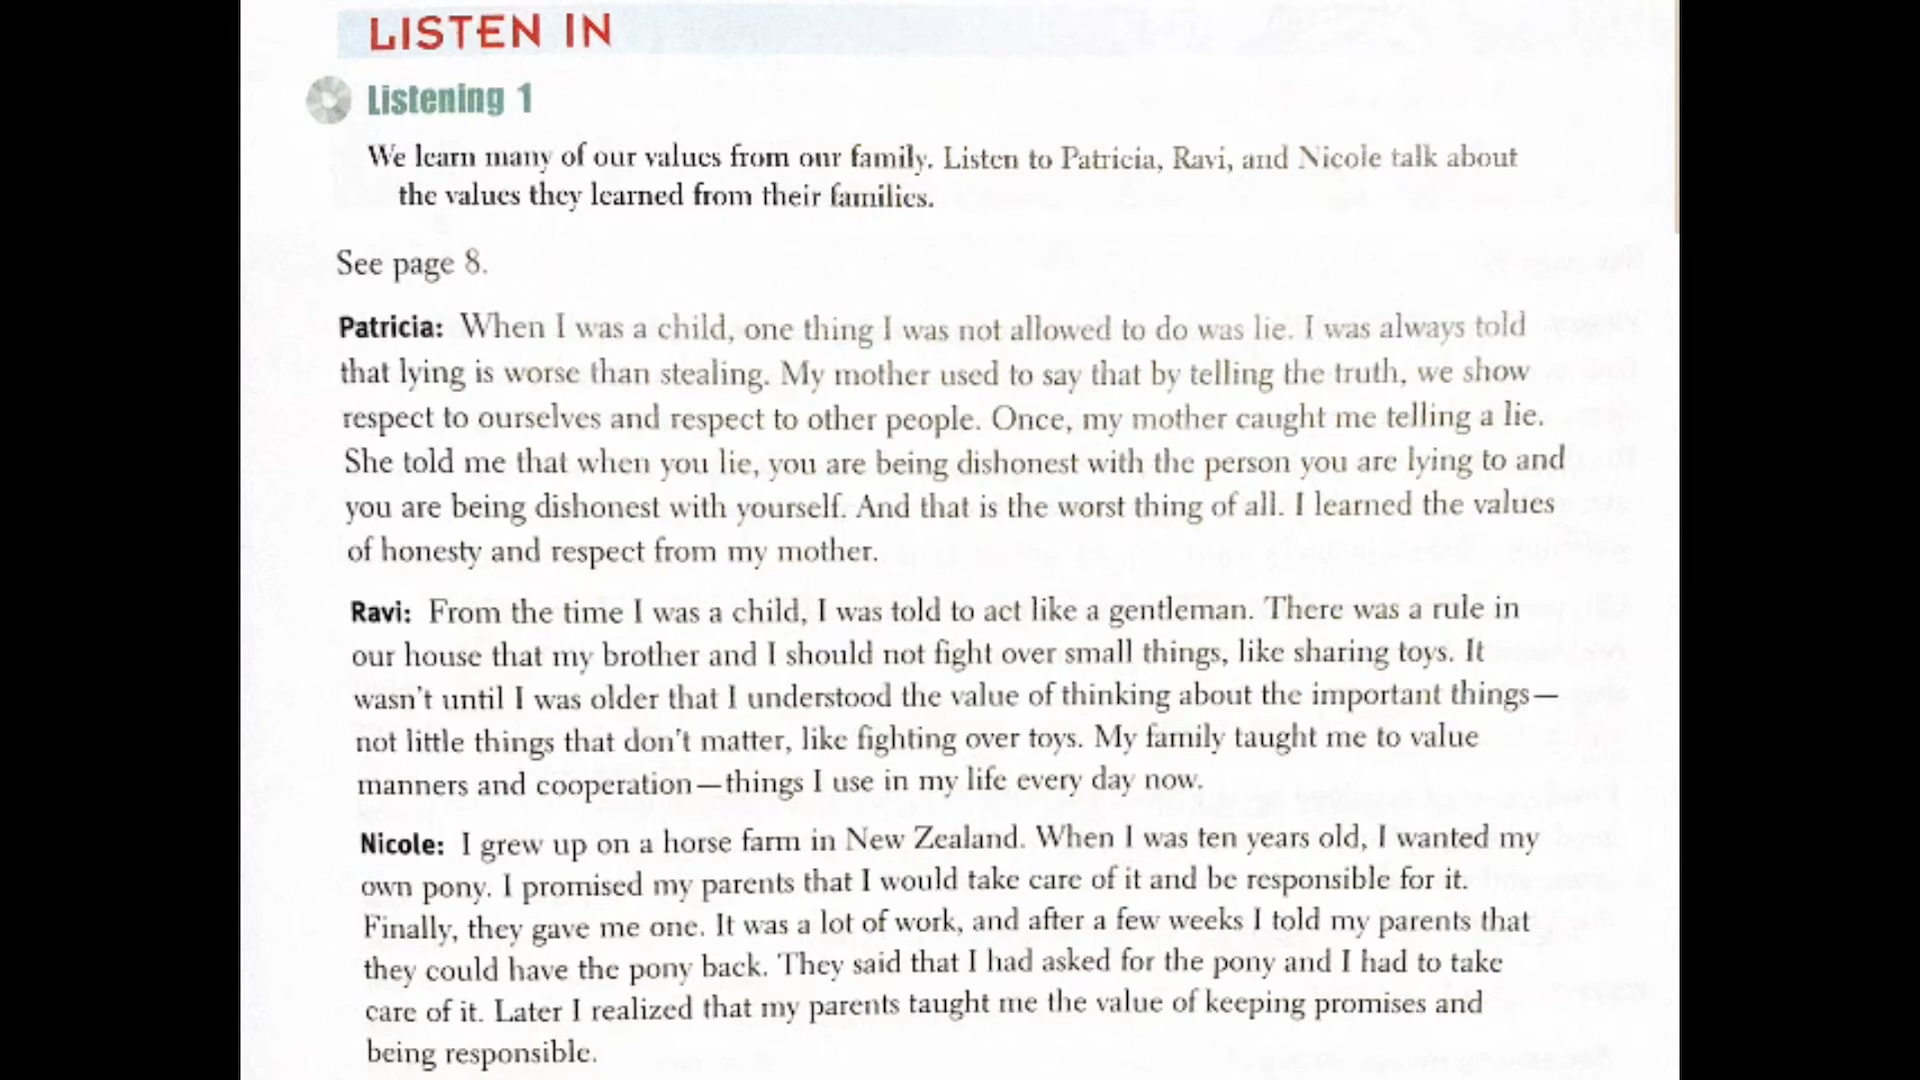 LISTEN IN
Listening 1
We learn many of our values from our family. Listen to Patricia, Ravi, and Nicole talk about
the values they learned from their families.
See page 8.
Patricia: When I was a child, one thing I was not allowed to do was lie. I was always told
that lying is worse than stealing. My mother used to say that by telling the truth, we show
respect to ourselves and respect to other people. Once, my mother caught me telling a lie.
She told me that when you lie, you are being dishonest with the person you are lying to and
you are being dishonest with yourself. And that is the worst thing of all. I learned the values
of honesty and respect from my mother.
Ravi: From the time I was a child, I was told to act like a gentleman. There was a rule in
our house that my brother and I should not fight over small things, like sharing toys. It
wasn't until I was older that I understood the value of thinking about the important things—
not little things that don't matter, like fighting over toys. My family taught me to value
manners and cooperation—things I use in my life every day now.
Nicole: I grew up on a horse farm in New Zealand. When I was ten years old, I wanted my
own pony. I promised my parents that I would take care of it and be responsible for it.
Finally, they gave me one. It was a lot of work, and after a few weeks I told my parents that
they could have the pony back. They said that I had asked for the pony and I had to take
care of it. Later I realized that my parents taught me the value of keeping promises and
being responsible.